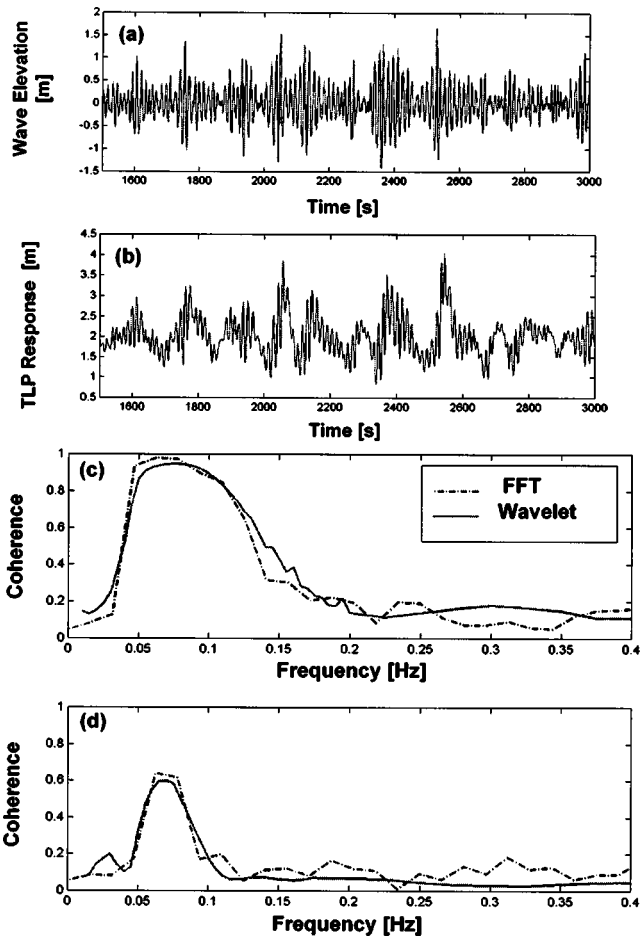 (a)
Wave Elevation
[m]
2
1.5
1
0.5
0
-0.5
-1
-1.5
1600 1800 2000 2200 2400 2600 2800 3000
Time [s]
(b)
TLP Response [m]
4.5
4
3.5
3
2.5
2
1.5
1
0.5
1600 1800 2000 2200 2400 2600 2800 3000
Time [s]
(c)
Coherence
1
0.8
0.6
0.4
0.2
0
FFT
Wavelet
0 0.05 0.1 0.15 0.2 0.25 0.3 0.35 0.4
Frequency [Hz]
(d)
Coherence
1
0.8
0.6
0.4
0.2
0
0 0.05 0.1 0.15 0.2 0.25 0.3 0.35 0.4
Frequency [Hz]